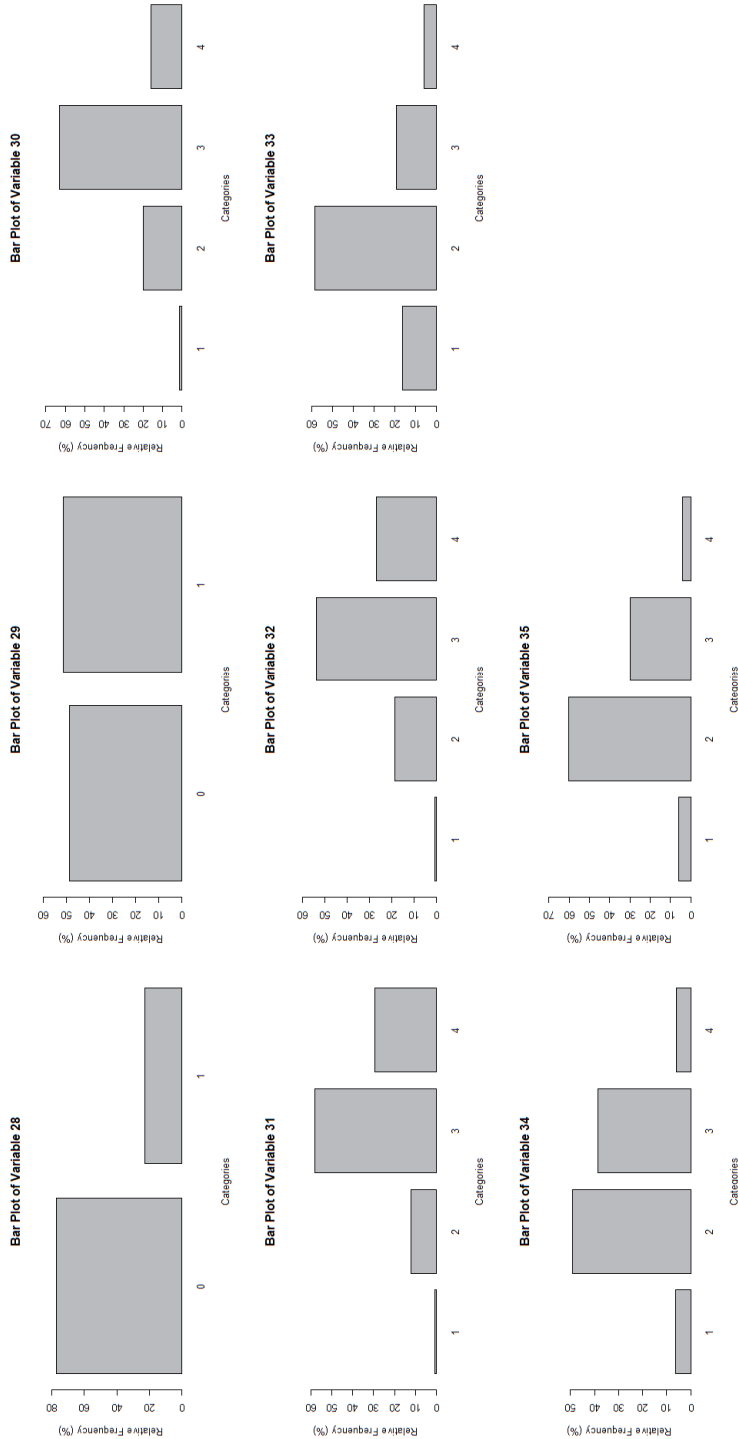 Bar Plot of Variable 28
Relative Frequency (%)
0 20 40 60 80
0 1
Categories
Bar Plot of Variable 29
Relative Frequency (%)
0 10 20 30 40 50 60
0 1
Categories
Bar Plot of Variable 30
Relative Frequency (%)
0 10 20 30 40 50 60 70
1 2 3 4
Categories
Bar Plot of Variable 31
Relative Frequency (%)
0 10 20 30 40 50 60
1 2 3 4
Categories
Bar Plot of Variable 32
Relative Frequency (%)
0 10 20 30 40 50 60
1 2 3 4
Categories
Bar Plot of Variable 33
Relative Frequency (%)
0 10 20 30 40 50 60
1 2 3 4
Categories
Bar Plot of Variable 34
Relative Frequency (%)
0 10 20 30 40 50
1 2 3 4
Categories
Bar Plot of Variable 35
Relative Frequency (%)
0 10 20 30 40 50 60 70
1 2 3 4
Categories